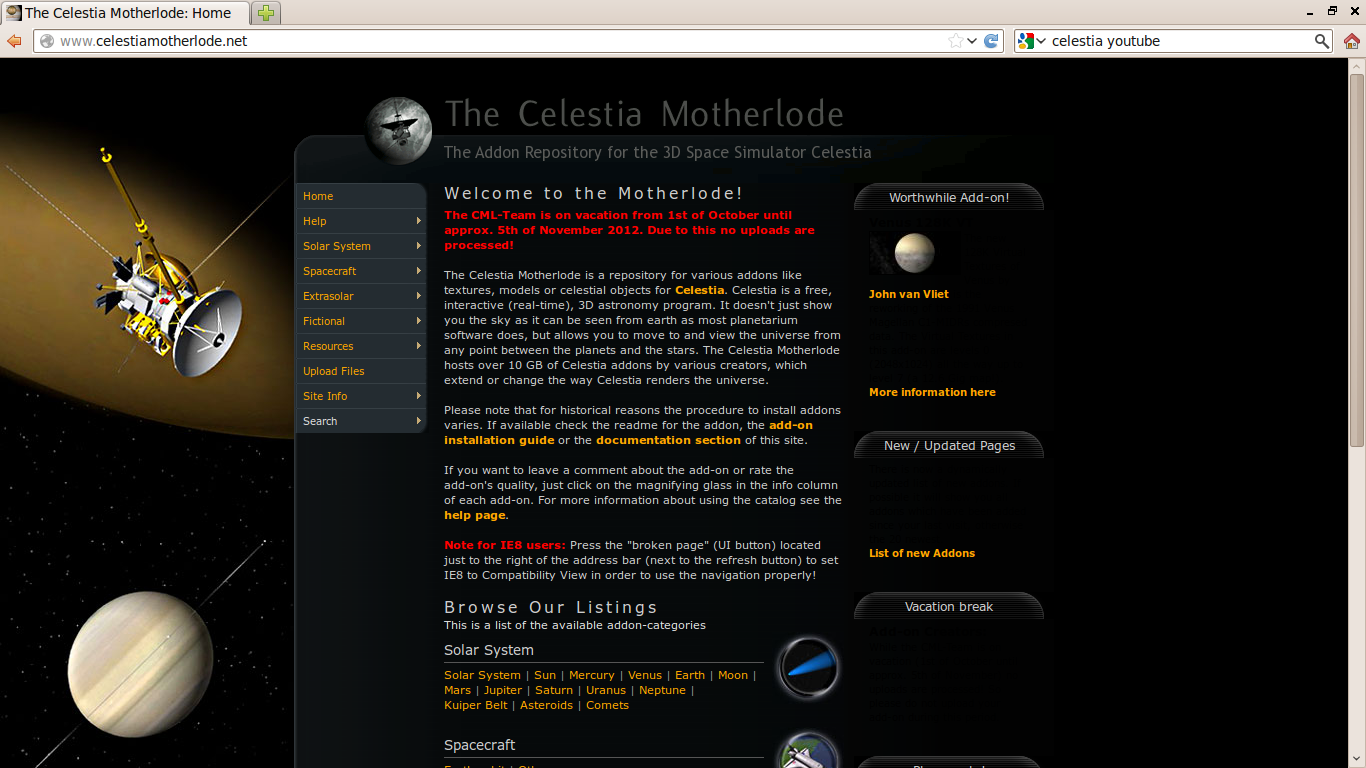 The Celestia Motherlode: Home
www.celestiamotherlode.net
celestia youtube
The Celestia Motherlode
The Addon Repository for the 3D Space Simulator Celestia
Home
Help
Solar System
Spacecraft
Extrasolar
Fictional
Resources
Upload Files
Site Info
Search
Welcome to the Motherlode!
The CML-Team is on vacation from 1st of October until
approx. 5th of November 2012. Due to this no uploads are
processed!
The Celestia Motherlode is a repository for various addons like
textures, models or celestial objects for Celestia. Celestia is a free,
interactive (real-time), 3D astronomy program. It doesn't just show
you the sky as it can be seen from earth as most planetarium
software does, but allows you to move to and view the universe from
any point between the planets and the stars. The Celestia Motherlode
hosts over 10 GB of Celestia addons by various creators, which
extend or change the way Celestia renders the universe.
Please note that for historical reasons the procedure to install addons
varies. If available check the readme for the addon, the add-on
installation guide or the documentation section of this site.
If you want to leave a comment about the add-on or rate the
add-on's quality, just click on the magnifying glass in the info column
of each add-on. For more information about using the catalog see the
help page.
Note for IE8 users: Press the "broken page" (UI button) located
just to the right of the address bar (next to the refresh button) to set
IE8 to Compatibility View in order to use the navigation properly!
Browse Our Listings
This is a list of the available addon-categories
Solar System
Solar System | Sun | Mercury | Venus | Earth | Moon |
Mars | Jupiter | Saturn | Uranus | Neptune |
Kuiper Belt | Asteroids | Comets
Spacecraft
Worthwhile Add-on!
John van Vliet
More information here
New / Updated Pages
List of new Addons
Vacation break